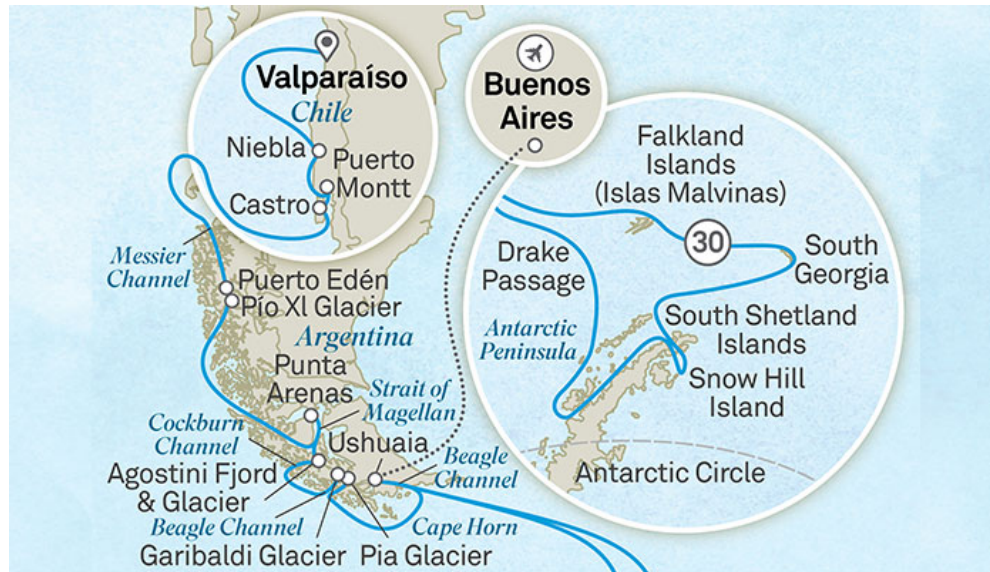 Valparaíso
Chile
Niebla
Puerto
Montt
Castro
Messier
Channel
Puerto Edén
Pío XI Glacier
Argentina
Punta
Arenas
Strait of
Magellan
Cockburn
Channel
Ushuaia
Agostini Fjord
& Glacier
Beagle
Channel
Beagle Channel
Cape Horn
Garibaldi Glacier
Pia Glacier
Buenos
Aires
Falkland
Islands
(Islas Malvinas)
30
Drake
Passage
South
Georgia
Antarctic
Peninsula
South Shetland
Islands
Snow Hill
Island
Antarctic Circle